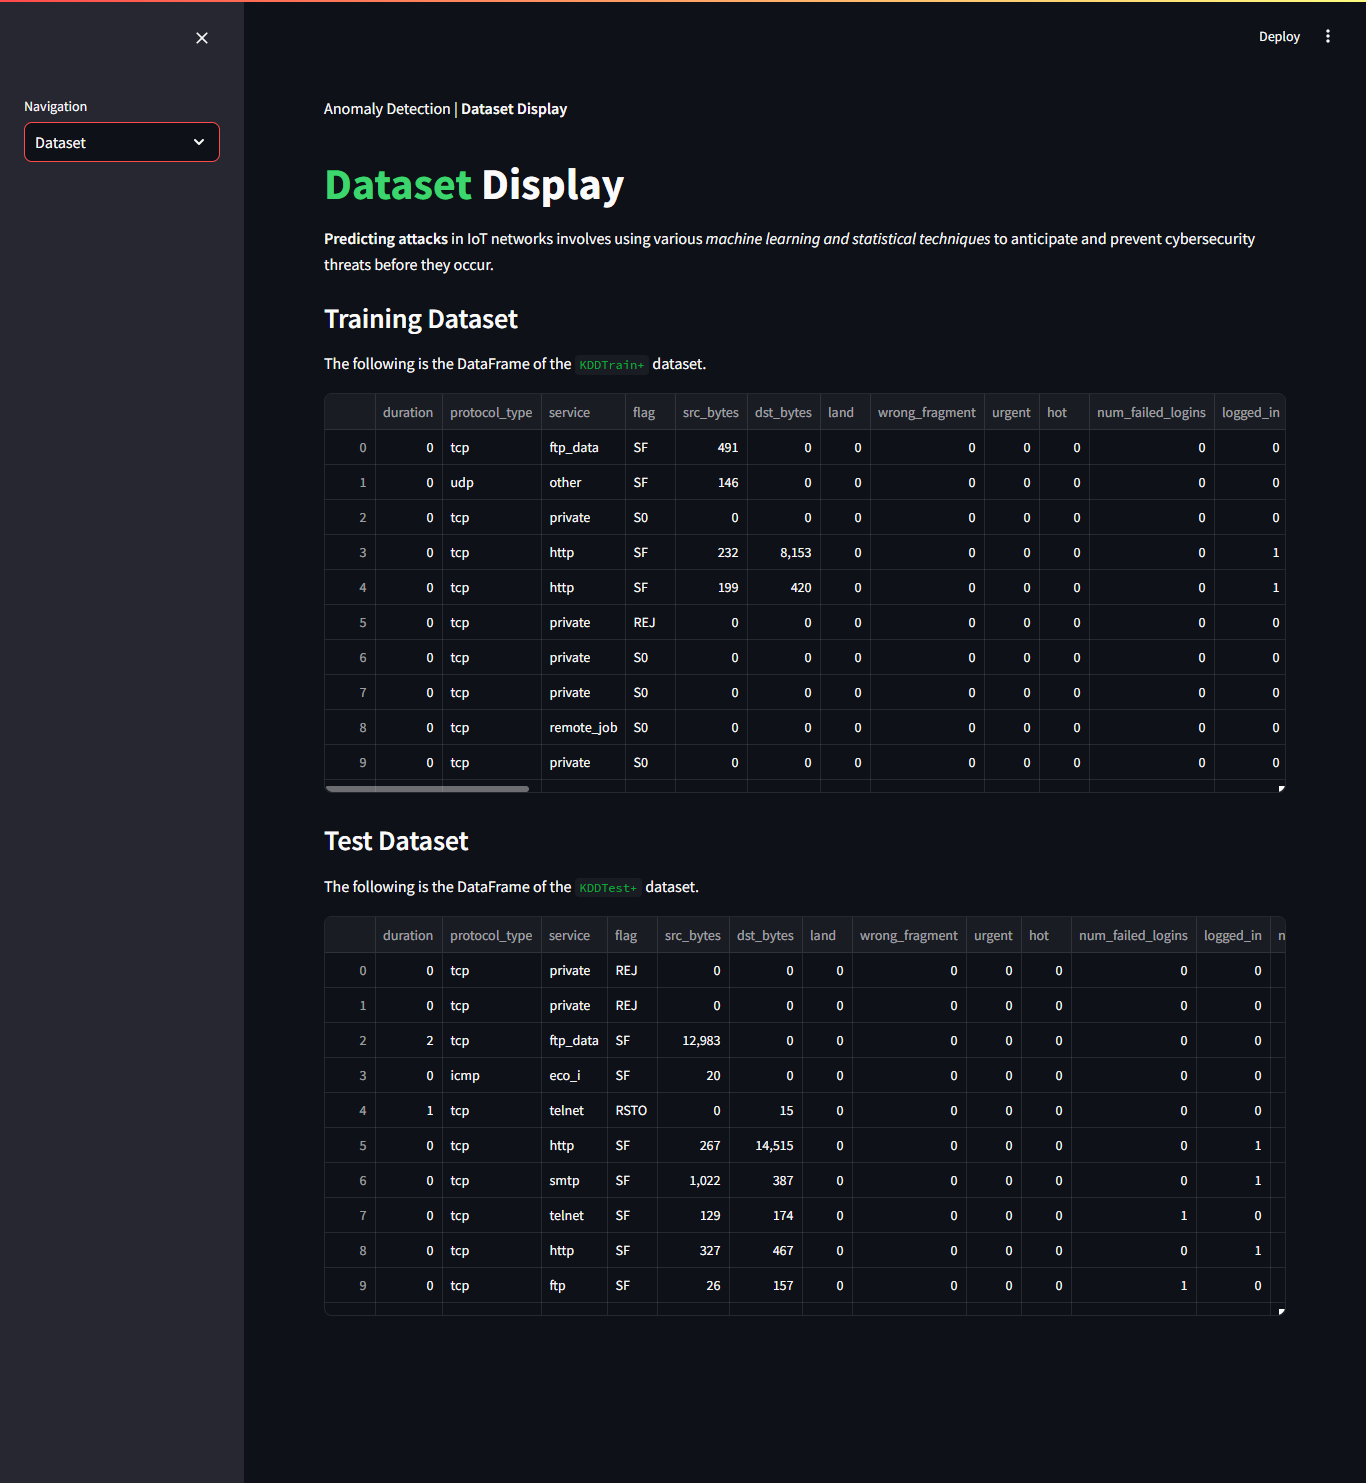 Deploy
Navigation
Dataset
Anomaly Detection | Dataset Display
Dataset Display
Predicting attacks in IoT networks involves using various machine learning and statistical techniques to anticipate and prevent cybersecurity
threats before they occur.
Training Dataset
The following is the DataFrame of the KDDTrain+ dataset.
duration protocol_type service flag src_bytes dst_bytes land wrong_fragment urgent hot num_failed_logins logged_in
0 0 tcp ftp_data SF 491 0 0 0 0 0 0 0
1 0 udp other SF 146 0 0 0 0 0 0 0
2 0 tcp private S0 0 0 0 0 0 0 0 0
3 0 tcp http SF 232 8,153 0 0 0 0 0 1
4 0 tcp http SF 199 420 0 0 0 0 0 1
5 0 tcp private REJ 0 0 0 0 0 0 0 0
6 0 tcp private S0 0 0 0 0 0 0 0 0
7 0 tcp private S0 0 0 0 0 0 0 0 0
8 0 tcp remote_job S0 0 0 0 0 0 0 0 0
9 0 tcp private S0 0 0 0 0 0 0 0 0
Test Dataset
The following is the DataFrame of the KDDTest+ dataset.
duration protocol_type service flag src_bytes dst_bytes land wrong_fragment urgent hot num_failed_logins logged_in n
0 0 tcp private REJ 0 0 0 0 0 0 0 0
1 0 tcp private REJ 0 0 0 0 0 0 0 0
2 2 tcp ftp_data SF 12,983 0 0 0 0 0 0 0
3 0 icmp eco_i SF 20 0 0 0 0 0 0 0
4 1 tcp telnet RSTO 0 15 0 0 0 0 0 0
5 0 tcp http SF 267 14,515 0 0 0 0 0 1
6 0 tcp smtp SF 1,022 387 0 0 0 0 0 1
7 0 tcp telnet SF 129 174 0 0 0 0 1 0
8 0 tcp http SF 327 467 0 0 0 0 0 1
9 0 tcp ftp SF 26 157 0 0 0 0 1 0